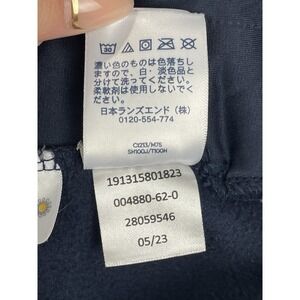 30
濃い色のものは色落ちし
ますので、白・淡色品と
分けて洗ってください。
柔軟剤は使用しないでく
ださい。
日本ランズエンド(株)
0120-554-774
SM100J/T100H
191315801823
004880-62-0
28059546
05/23